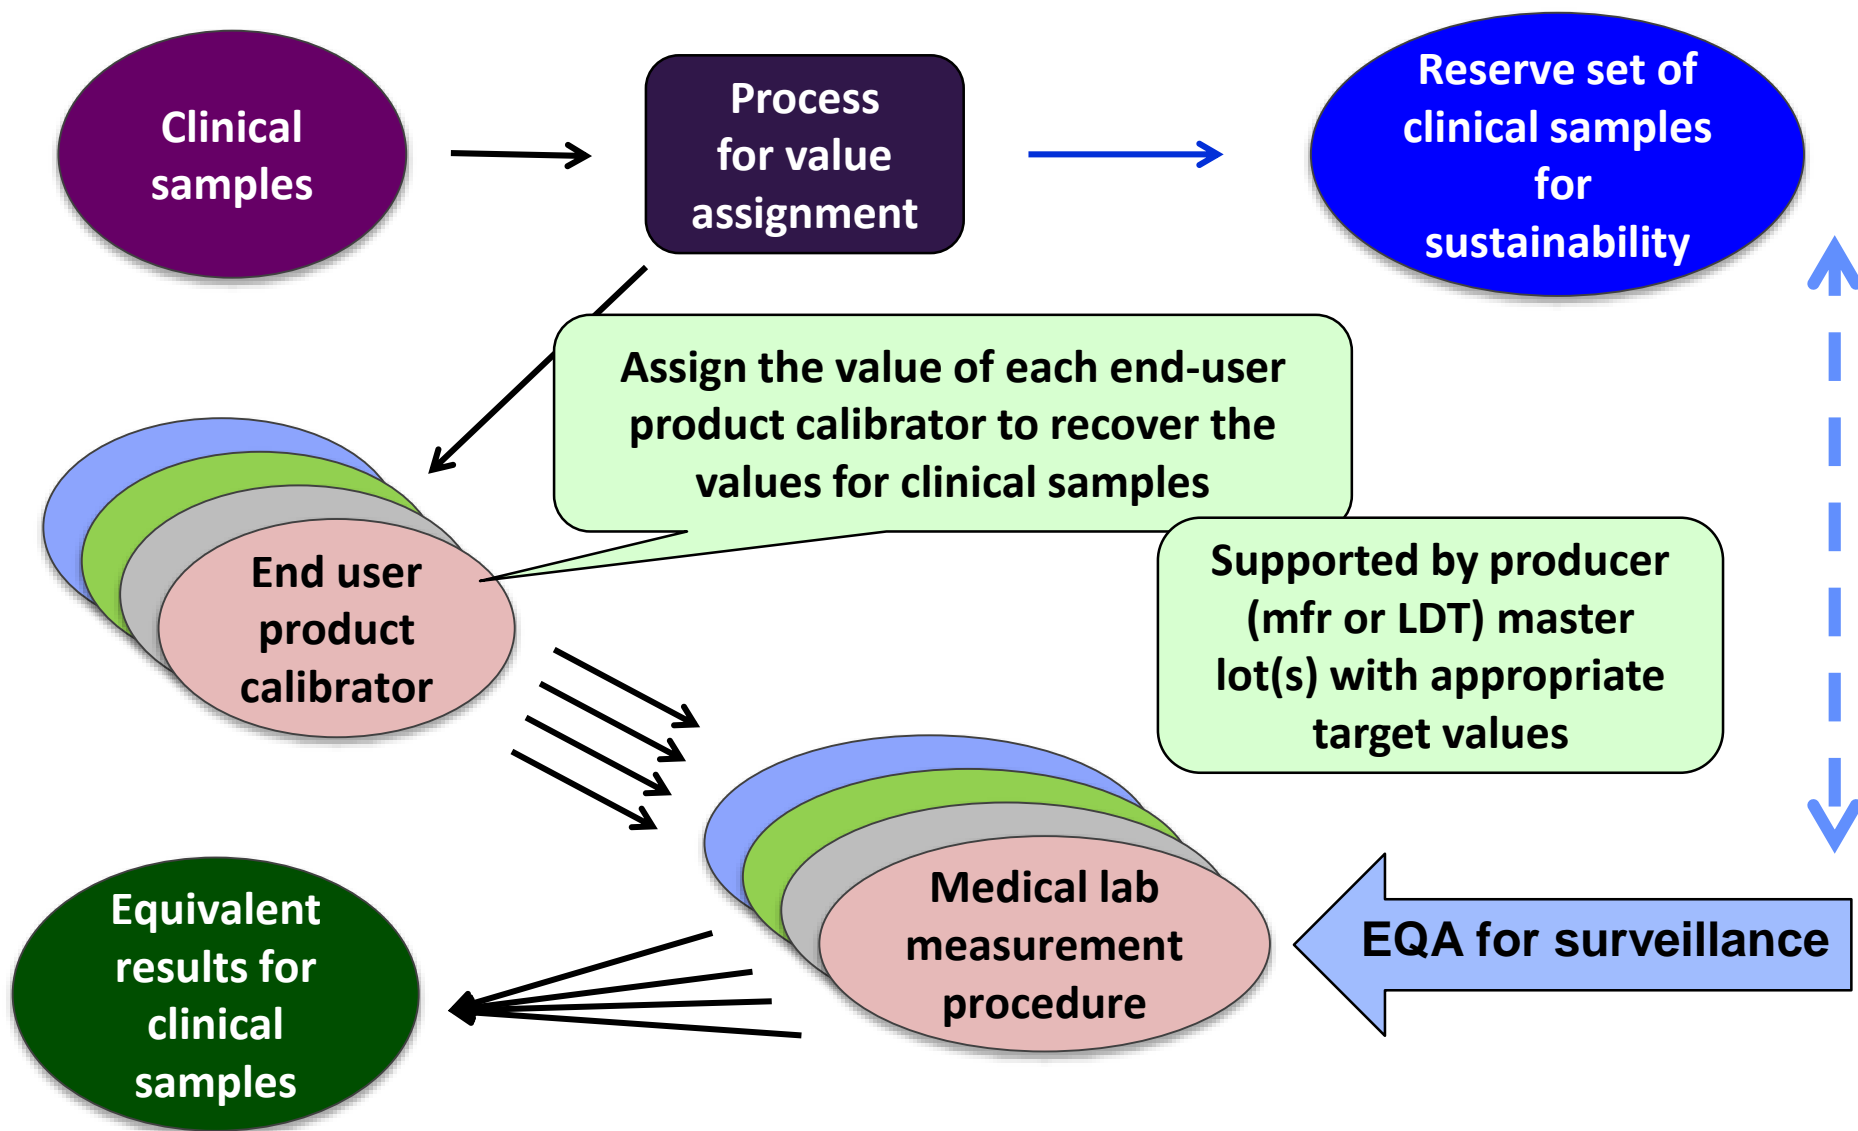 Clinical
samples
Process
for value
assignment
Reserve set of
clinical samples
for
sustainability
Assign the value of each end-user
product calibrator to recover the
values for clinical samples
End user
product
calibrator
Supported by producer
(mfr or LDT) master
lot(s) with appropriate
target values
Medical lab
measurement
procedure
EQA for surveillance
Equivalent
results for
clinical
samples